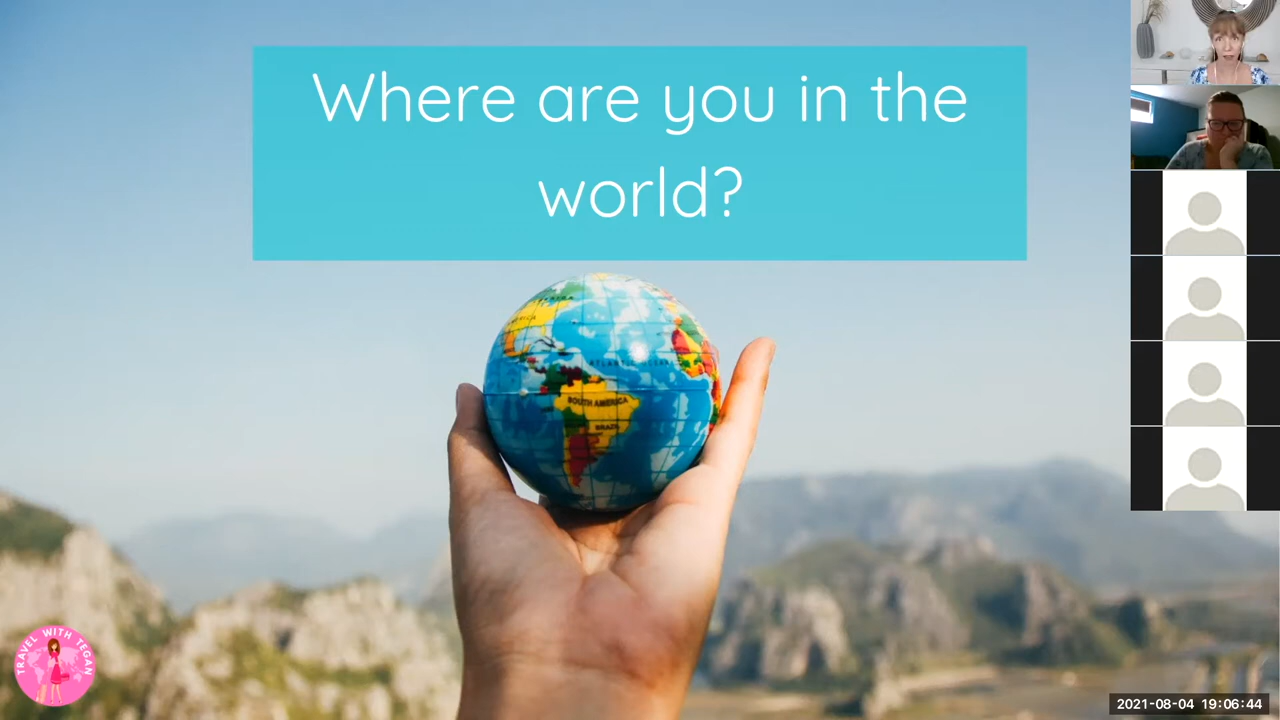 Where are you in the
world?
SOUTH AMERICA
BRAZIL
TRAVEL WITH TEGAN
2021-08-04 19:06:44